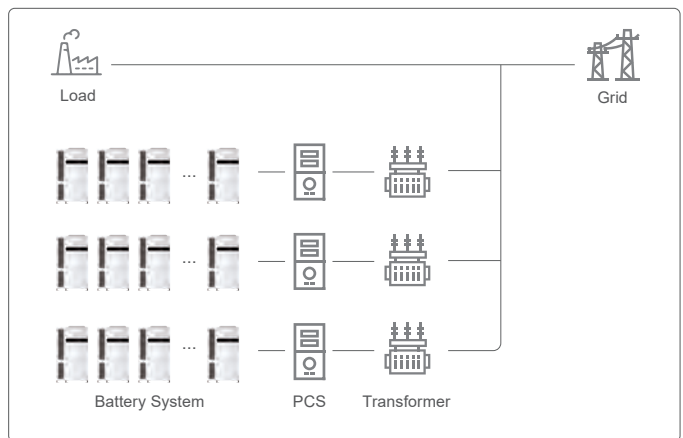 Load
Grid
...
...
...
Battery System
PCS
Transformer